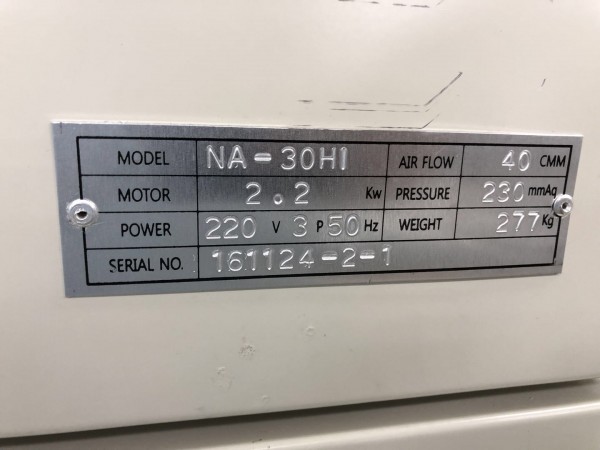 MODEL NA-30HI AIR FLOW 40 CMM
MOTOR 2.2 Kw PRESSURE 230 mmAq
POWER 220 V 3 P 50 Hz WEIGHT 277 Kg
SERIAL NO. 161124-2-1